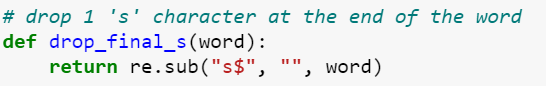 # drop 1 's' character at the end of the word
def drop_final_s(word):
    return re.sub("s$", "", word)